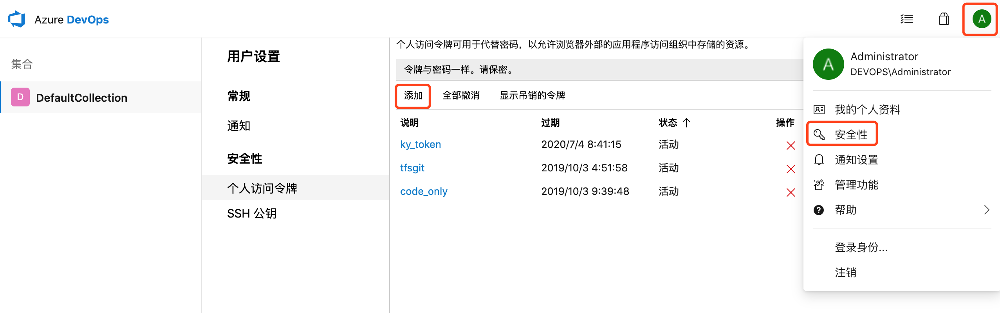 Azure DevOps
A
集合
D
DefaultCollection
用户设置
常规
通知
安全性
个人访问令牌
SSH 公钥
个人访问令牌可用于代替密码，以允许浏览器外部的应用程序访问组织中存储的资源。
令牌与密码一样。请保密。
添加 全部撤消 显示吊销的令牌
说明 过期 状态 操作
ky_token 2020/7/4 8:41:15 活动
tfsgit 2019/10/3 4:51:58 活动
code_only 2019/10/3 9:39:48 活动
A
Administrator
DEVOPS\Administrator
我的个人资料
安全性
通知设置
管理功能
帮助
登录身份...
注销